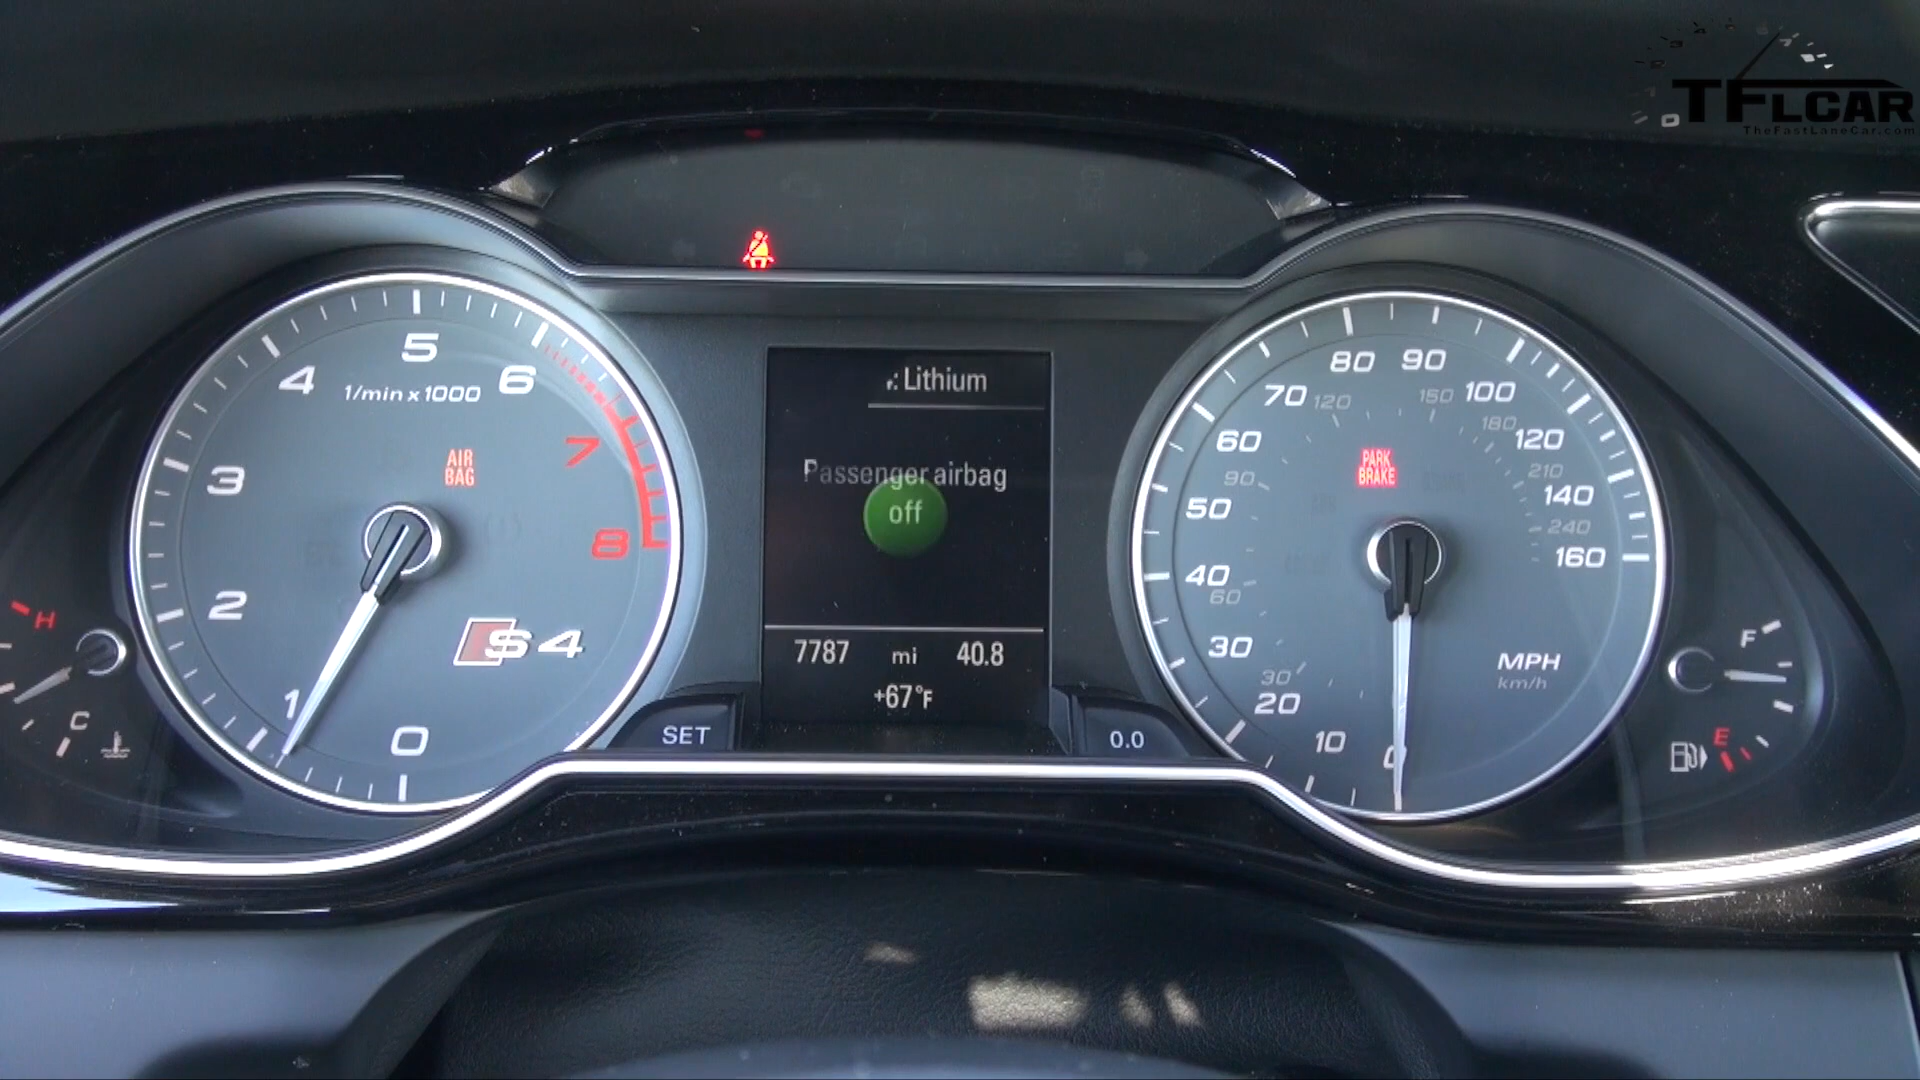 TFLCAR
TheFastLaneCar.com
0
0 1 2 3 4 5 6 7 8
1/min x 1000
AIR
BAG
S4
H
C
Lithium
Passenger airbag
off
7787 mi 40.8
+67°F
SET
0.0
0 10 20 30 40 50 60 70 80 90 100 120 140 160
30 60 90 120 150 180 210 240
PARK
BRAKE
MPH
km/h
F
E